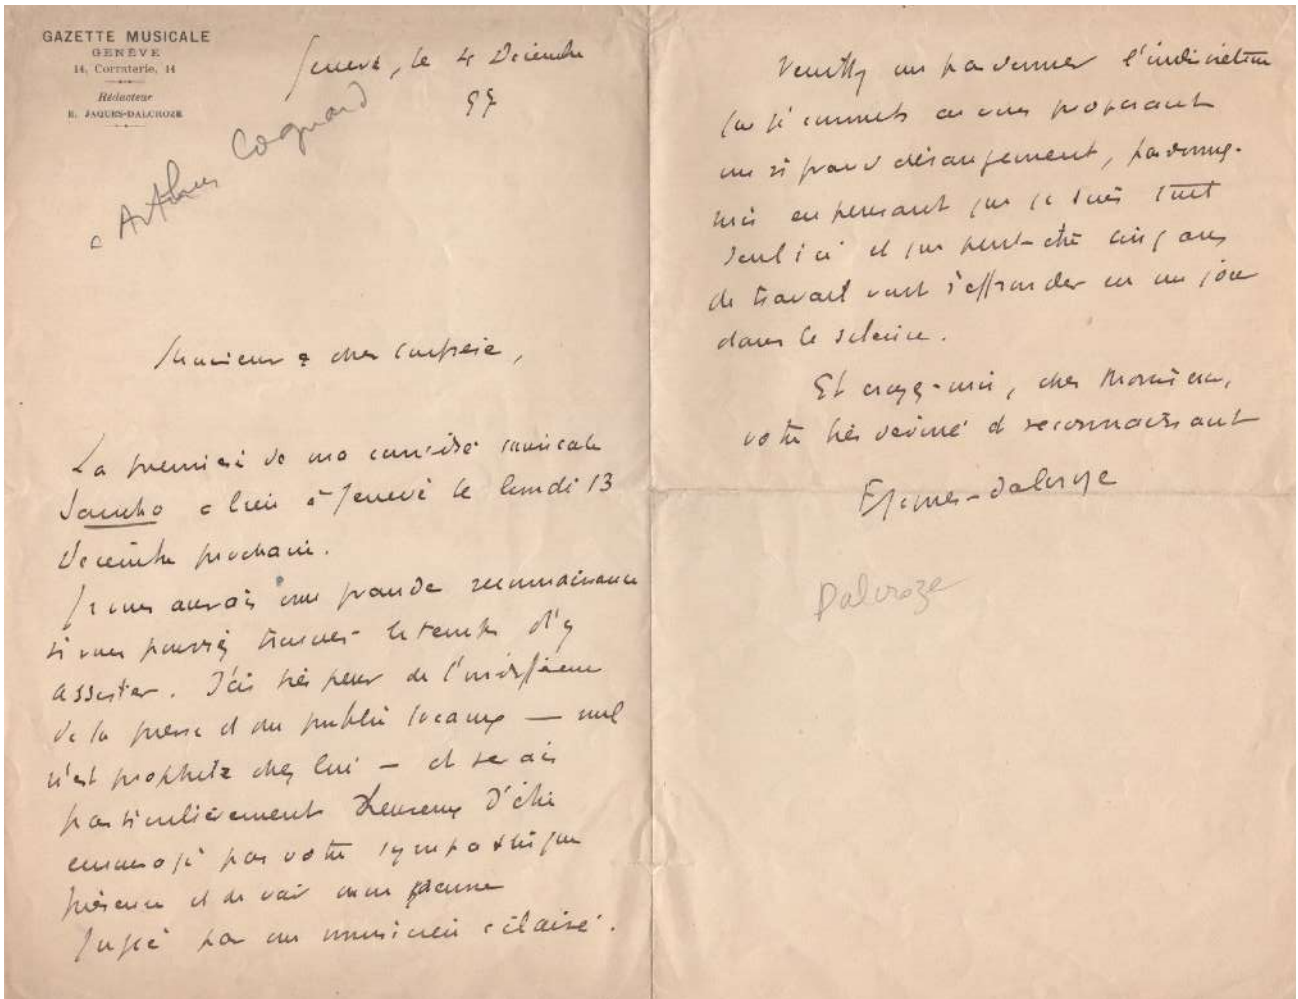 GAZETTE MUSICALE
GENÈVE
14, Corraterie, 14
Rédacteur
E. JAQUES-DALCROZE
Genève, le 4 Décembre
97
à Arthur Coquard
Monsieur & cher confrère,
La première de ma comédie musicale
Sancho a lieu à Genève le lundi 13
décembre prochain.
Je vous aurais une grande reconnaissance
si vous pouviez trouver le temps d'y
assister. J'ai très peur de l'indifférence
de la presse et du public locaux — nul
n'est prophète chez lui — et serais
particulièrement heureux d'être
encouragé par votre sympathique
présence et de voir mon œuvre
jugée par un musicien éclairé.
Veuillez me pardonner l'indiscrétion
que je commets en vous proposant
un si grand dérangement, pardonnez-
moi en pensant que je suis tout
seul ici et que peut-être cinq ans
de travail vont s'effondrer en un jour
dans le silence.
Et croyez-moi, cher Monsieur,
votre très dévoué et reconnaissant
E Jaques-Dalcroze
Dalcroze